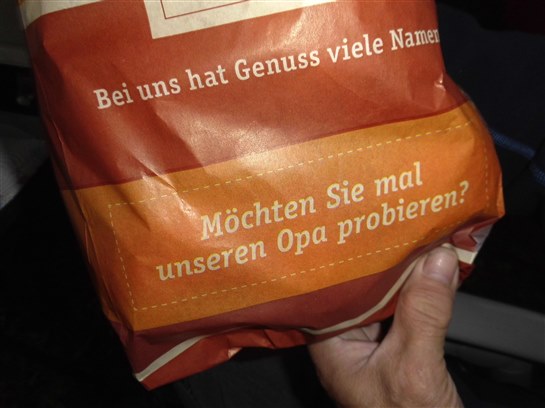 Bei uns hat Genuss viele Namen
Möchten Sie mal
unseren Opa probieren?